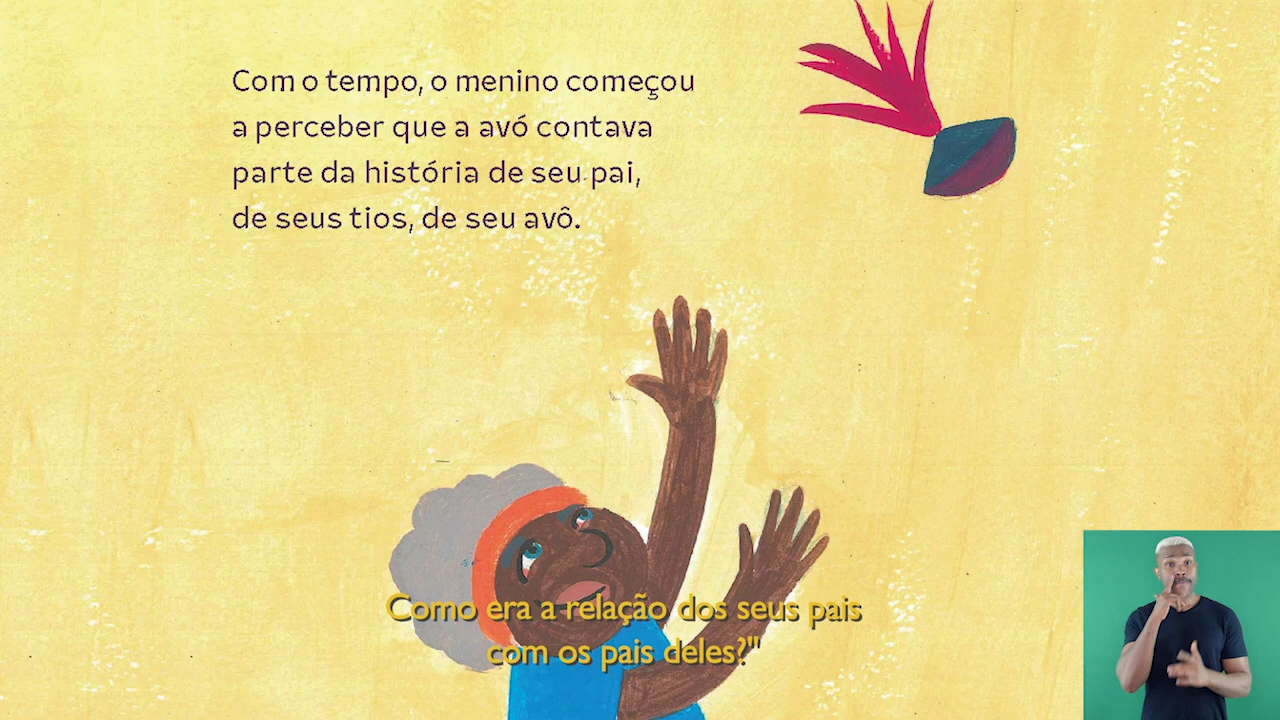 Com o tempo, o menino começou
a perceber que a avó contava
parte da história de seu pai,
de seus tios, de seu avô.
Como era a relação dos seus pais
com os pais deles?"